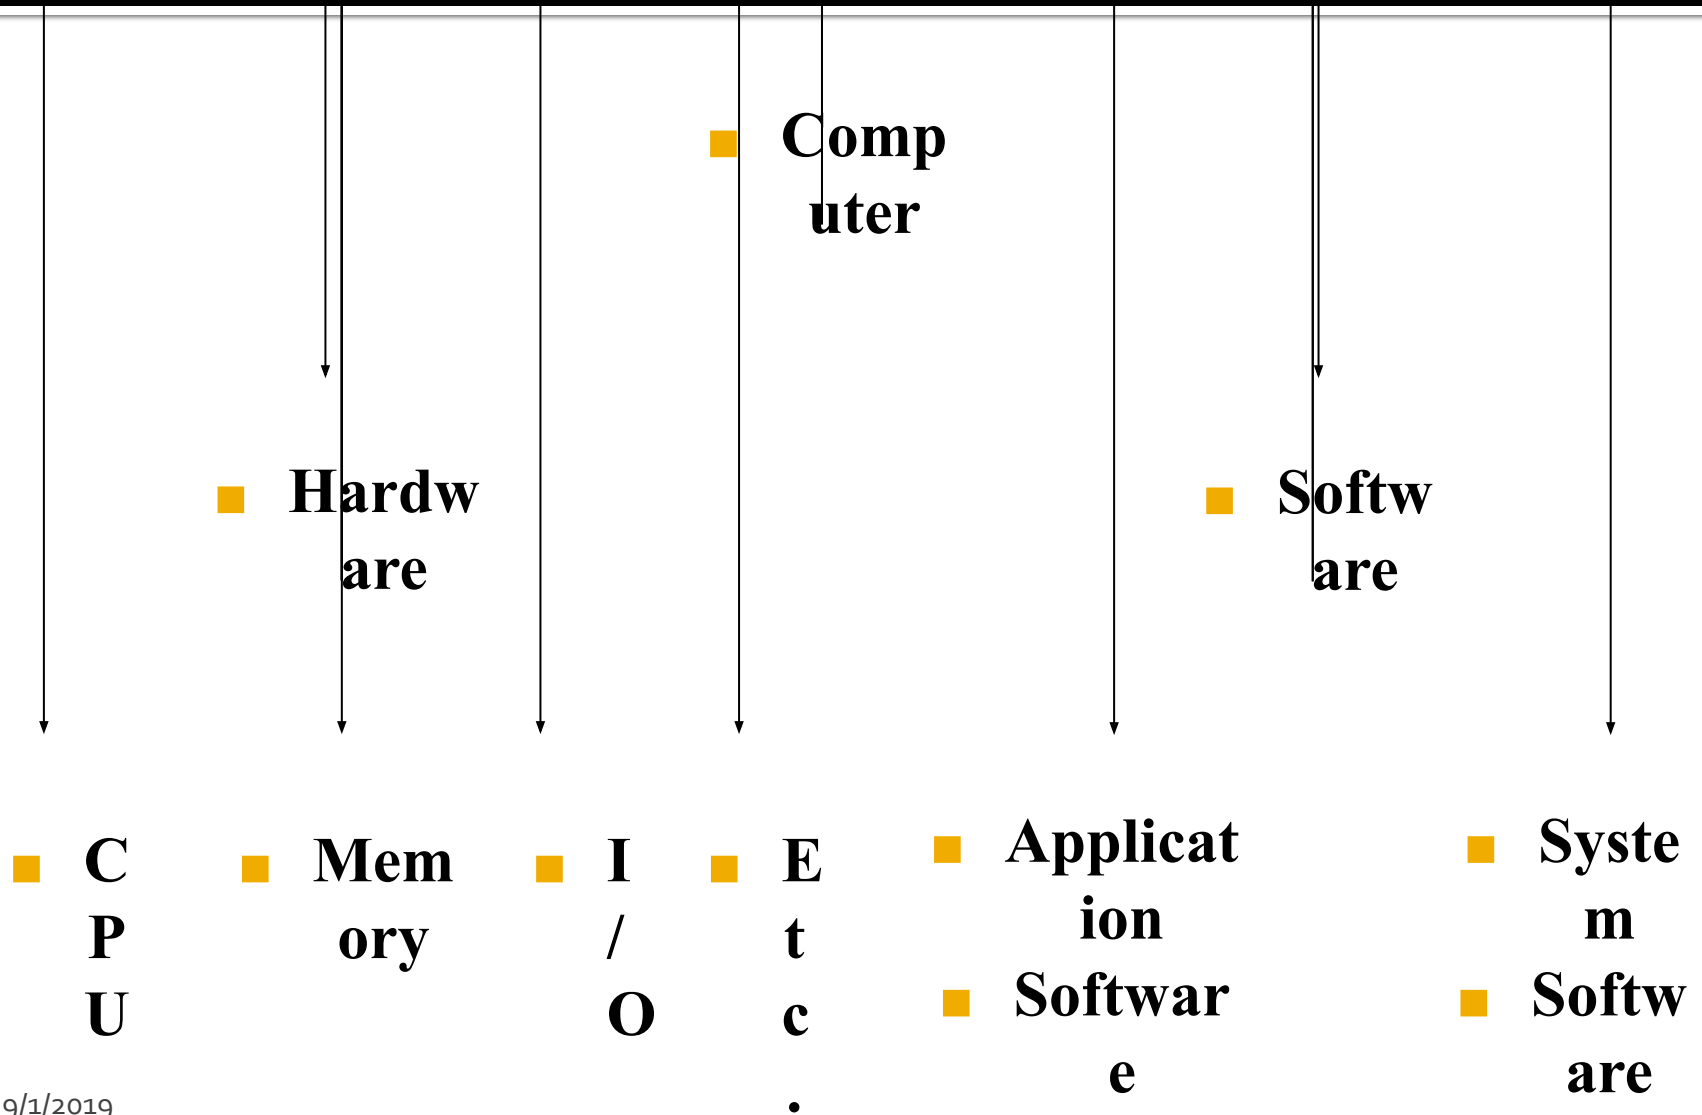 Comp
uter
Hardw
are
Softw
are
C
P
U
Mem
ory
I
/
O
E
t
c
.
Applicat
ion
Softwar
e
Syste
m
Softw
are
9/1/2019